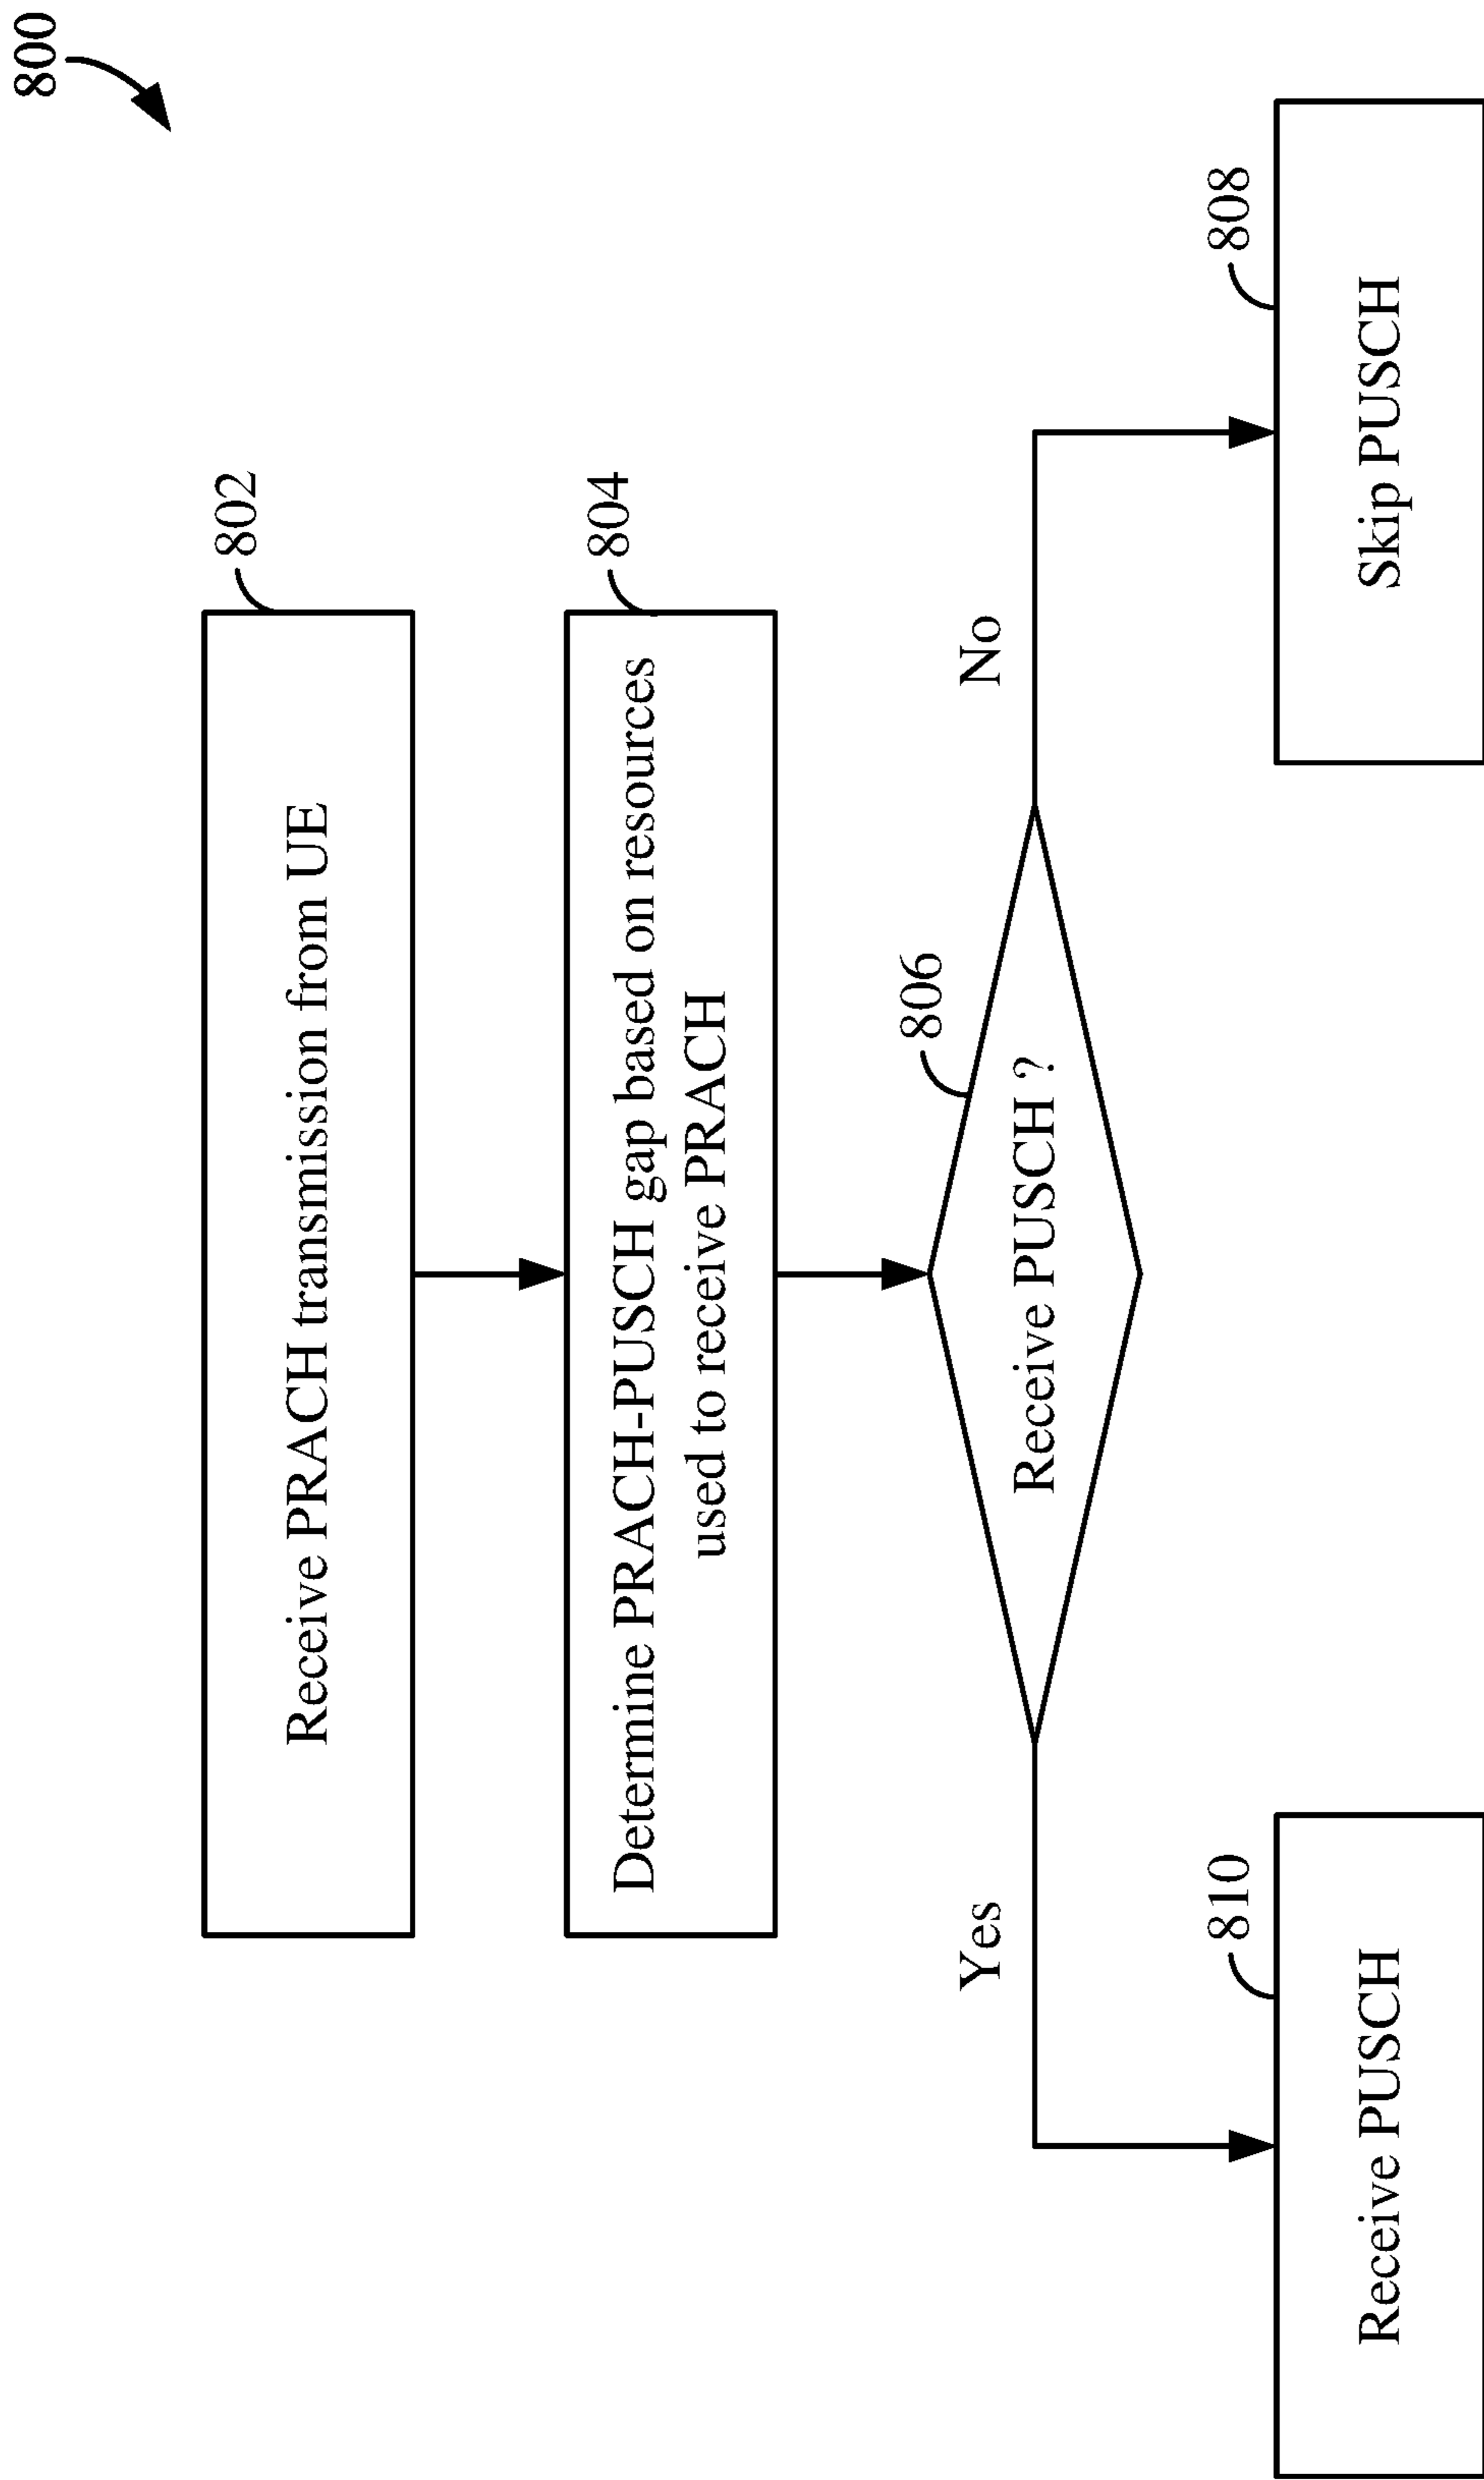 800
802
Receive PRACH transmission from UE
804
Determine PRACH-PUSCH gap based on resources
used to receive PRACH
806
Receive PUSCH ?
Yes
No
810
Receive PUSCH
808
Skip PUSCH